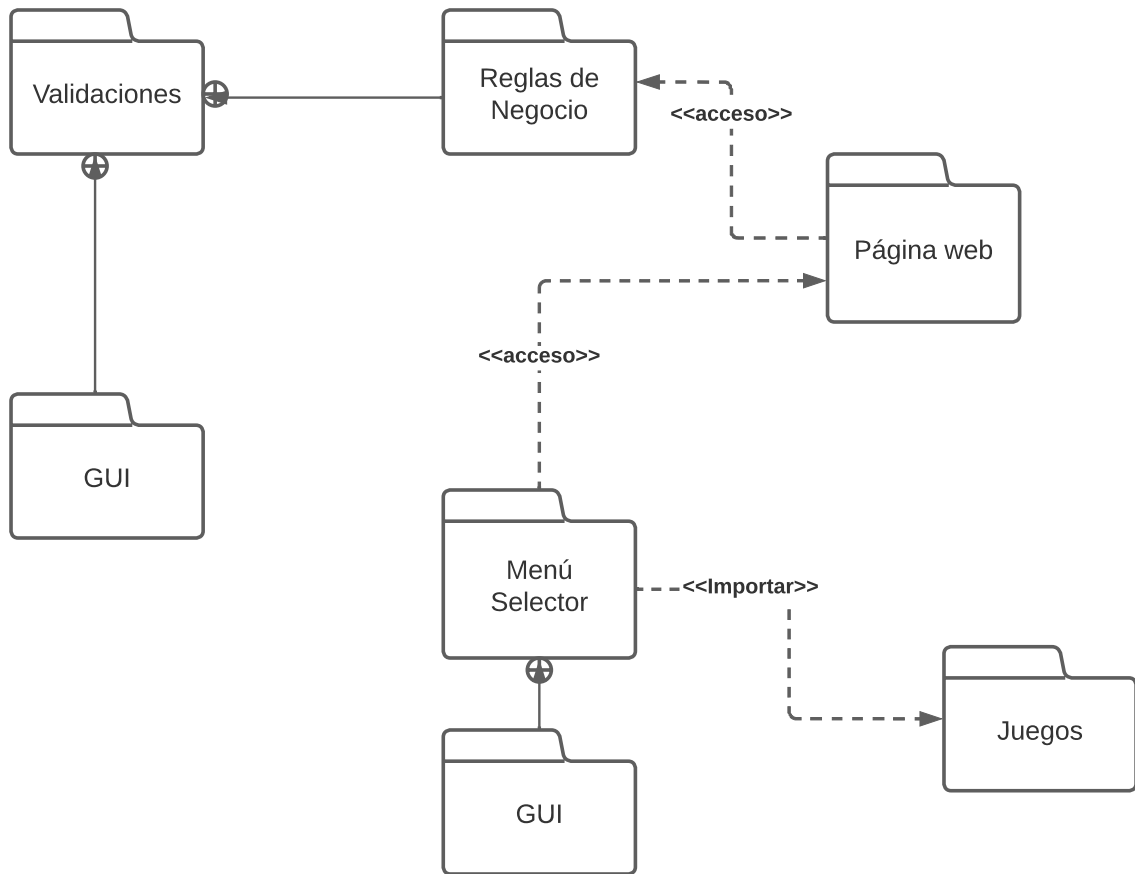 Validaciones
Reglas de
Negocio
<<acceso>>
Página web
<<acceso>>
GUI
Menú
Selector
<<Importar>>
Juegos
GUI